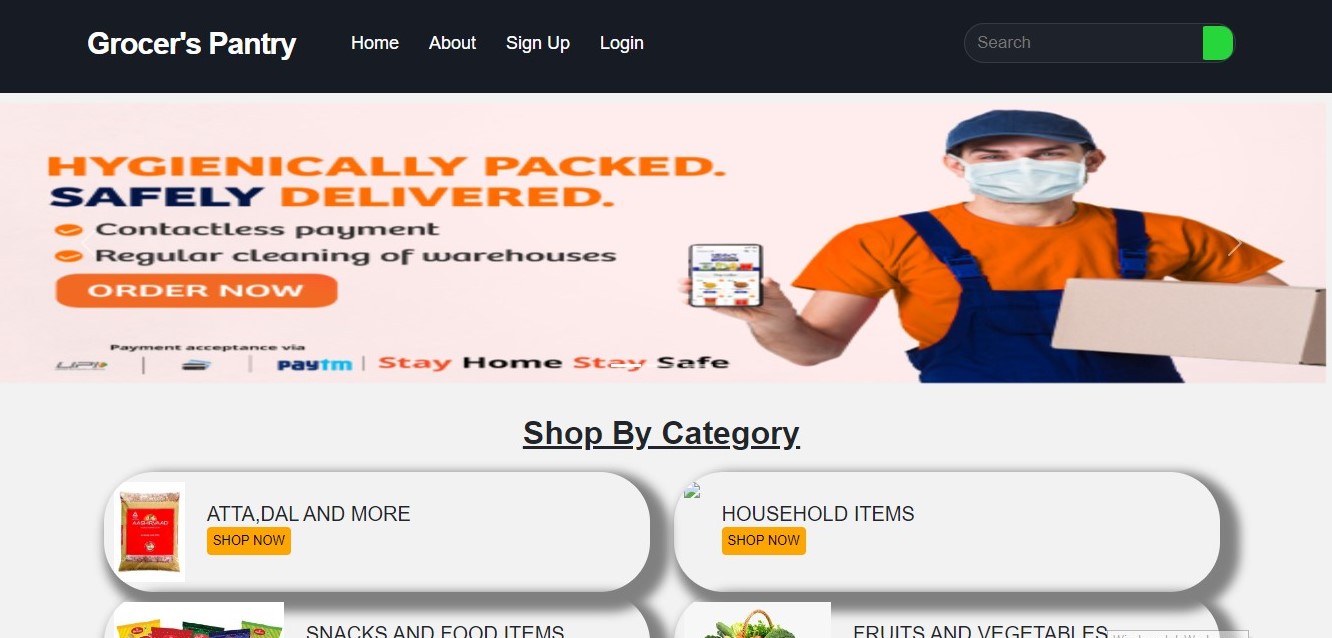 Grocer's Pantry
Home
About
Sign Up
Login
Search
HYGIENICALLY PACKED.
SAFELY DELIVERED.
Contactless payment
Regular cleaning of warehouses
ORDER NOW
Payment acceptance via
UPI
paytm
Stay Home Stay Safe
Shop By Category
ATTA,DAL AND MORE
SHOP NOW
HOUSEHOLD ITEMS
SHOP NOW
SNACKS AND FOOD ITEMS
FRUITS AND VEGETABLES